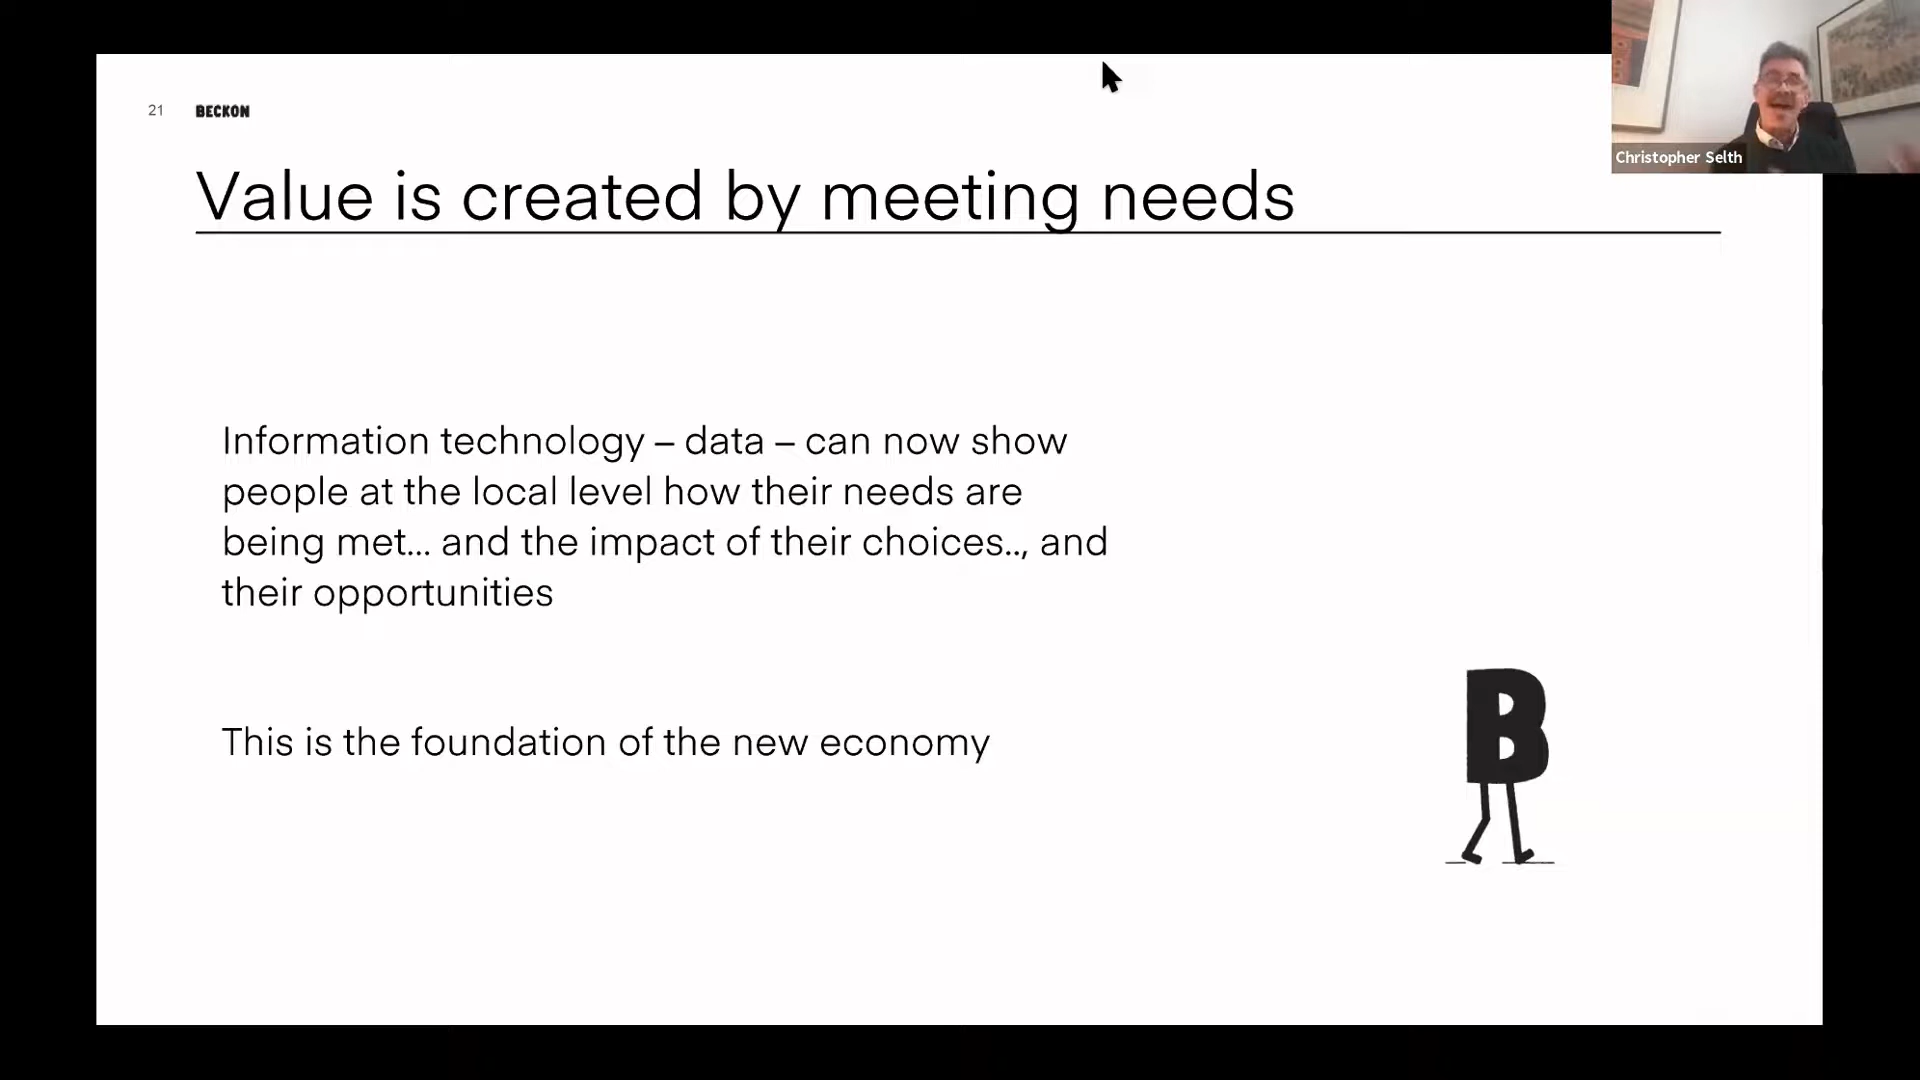 21 BECKON
Christopher Selth
Value is created by meeting needs
Information technology – data – can now show
people at the local level how their needs are
being met... and the impact of their choices.., and
their opportunities
This is the foundation of the new economy
B